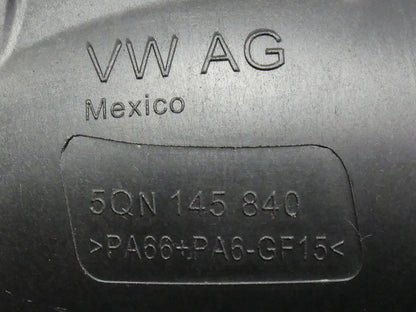 VW AG
Mexico
5QN 145 840
>PA66+PA6-GF15<